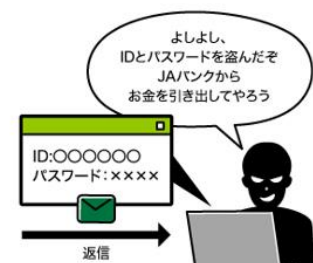 よしよし、
IDとパスワードを盗んだぞ
JAバンクから
お金を引き出してやろう
ID:〇〇〇〇〇〇
パスワード：××××
返信